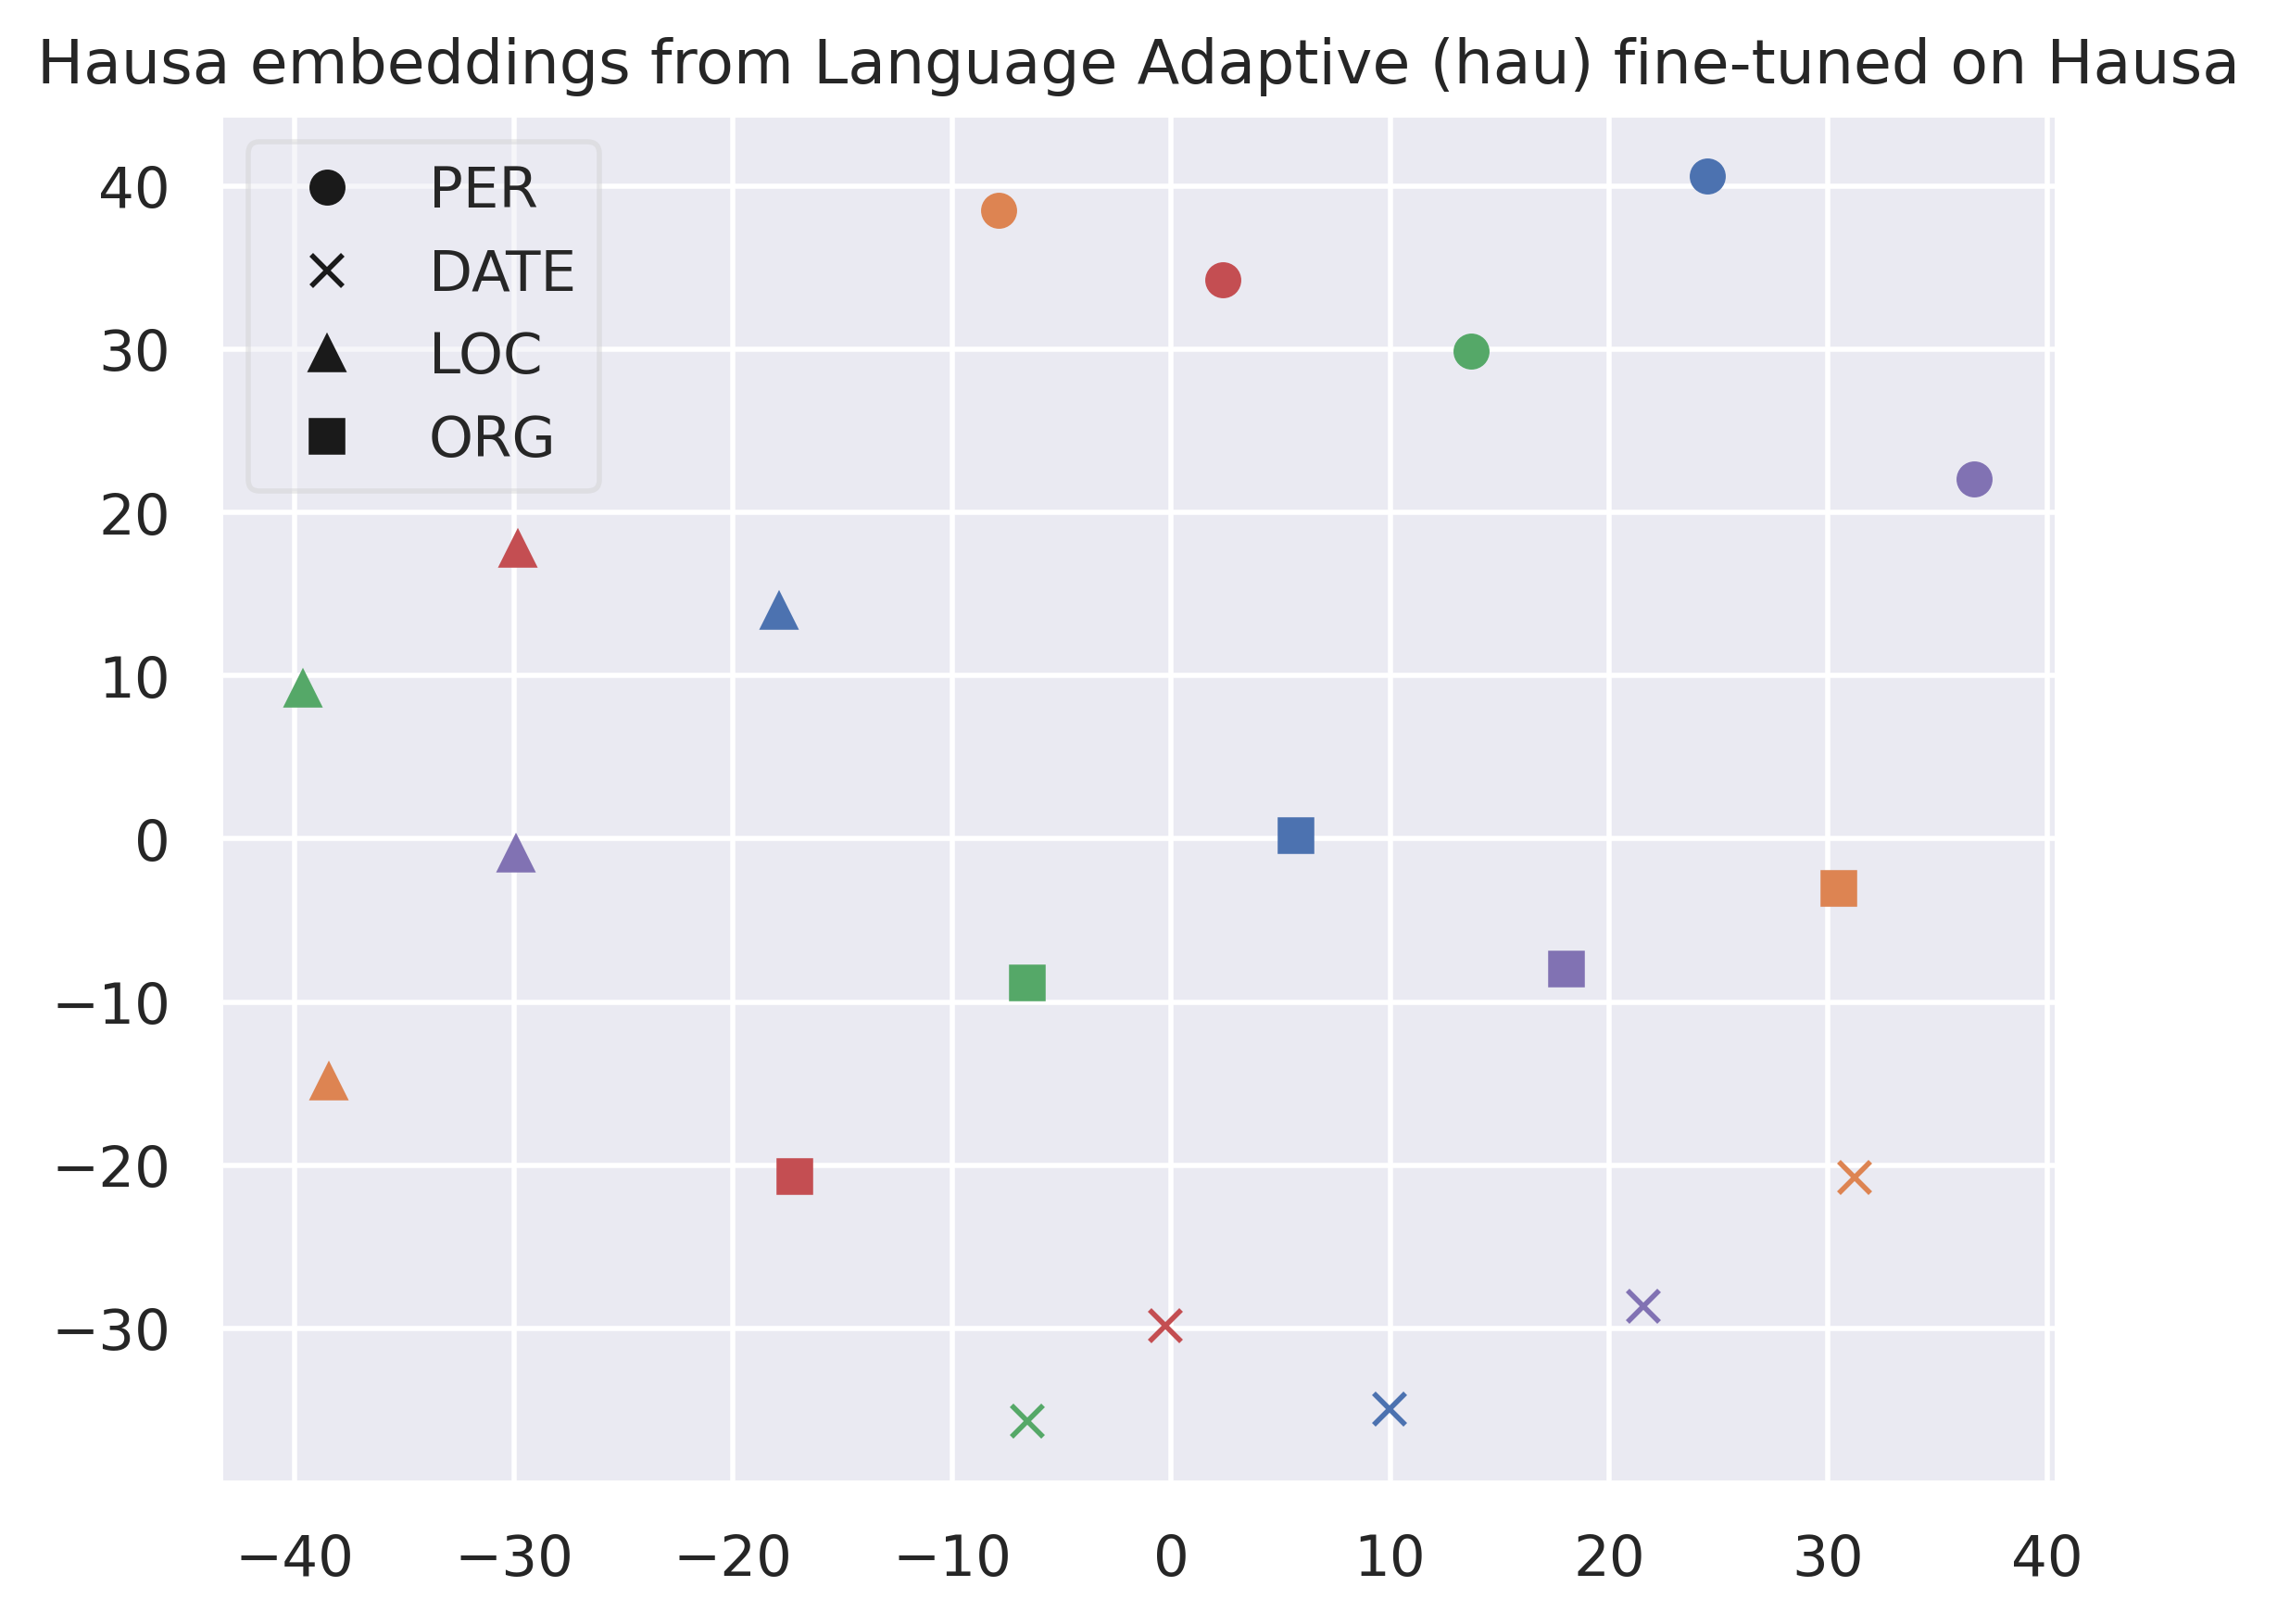 Hausa embeddings from Language Adaptive (hau) fine-tuned on Hausa
PER
DATE
LOC
ORG
40
30
20
10
0
−10
−20
−30
−40 −30 −20 −10 0 10 20 30 40